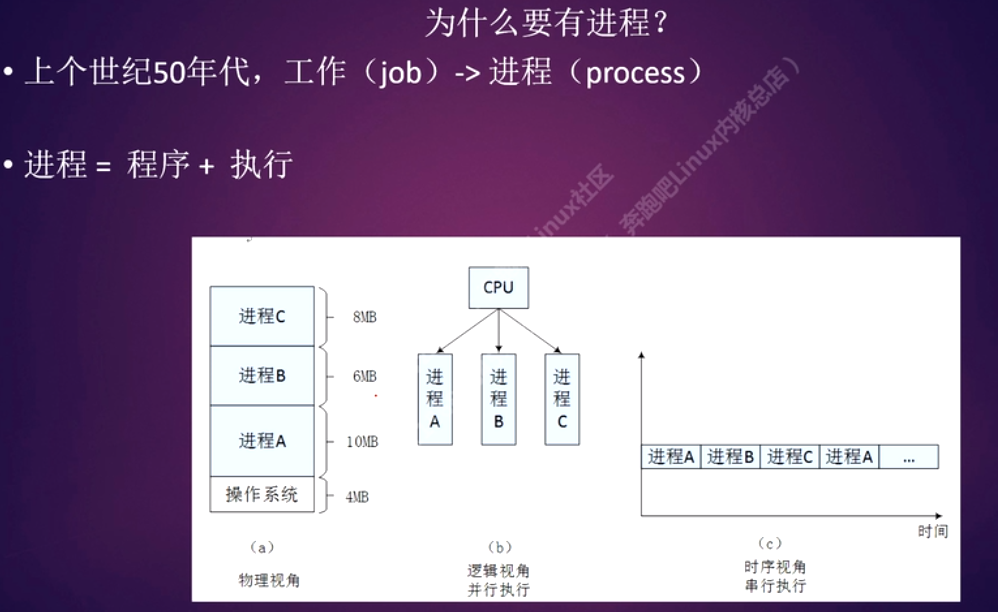 为什么要有进程？
• 上个世纪50年代，工作（job）-> 进程（process）
• 进程 = 程序 + 执行
inux社区
奔跑吧Linux内核总店）
进程C
8MB
进程B
6MB
进程A
10MB
操作系统
4MB
（a）
物理视角
CPU
进程A
进程B
进程C
（b）
逻辑视角
并行执行
进程A 进程B 进程C 进程A ...
时间
（c）
时序视角
串行执行